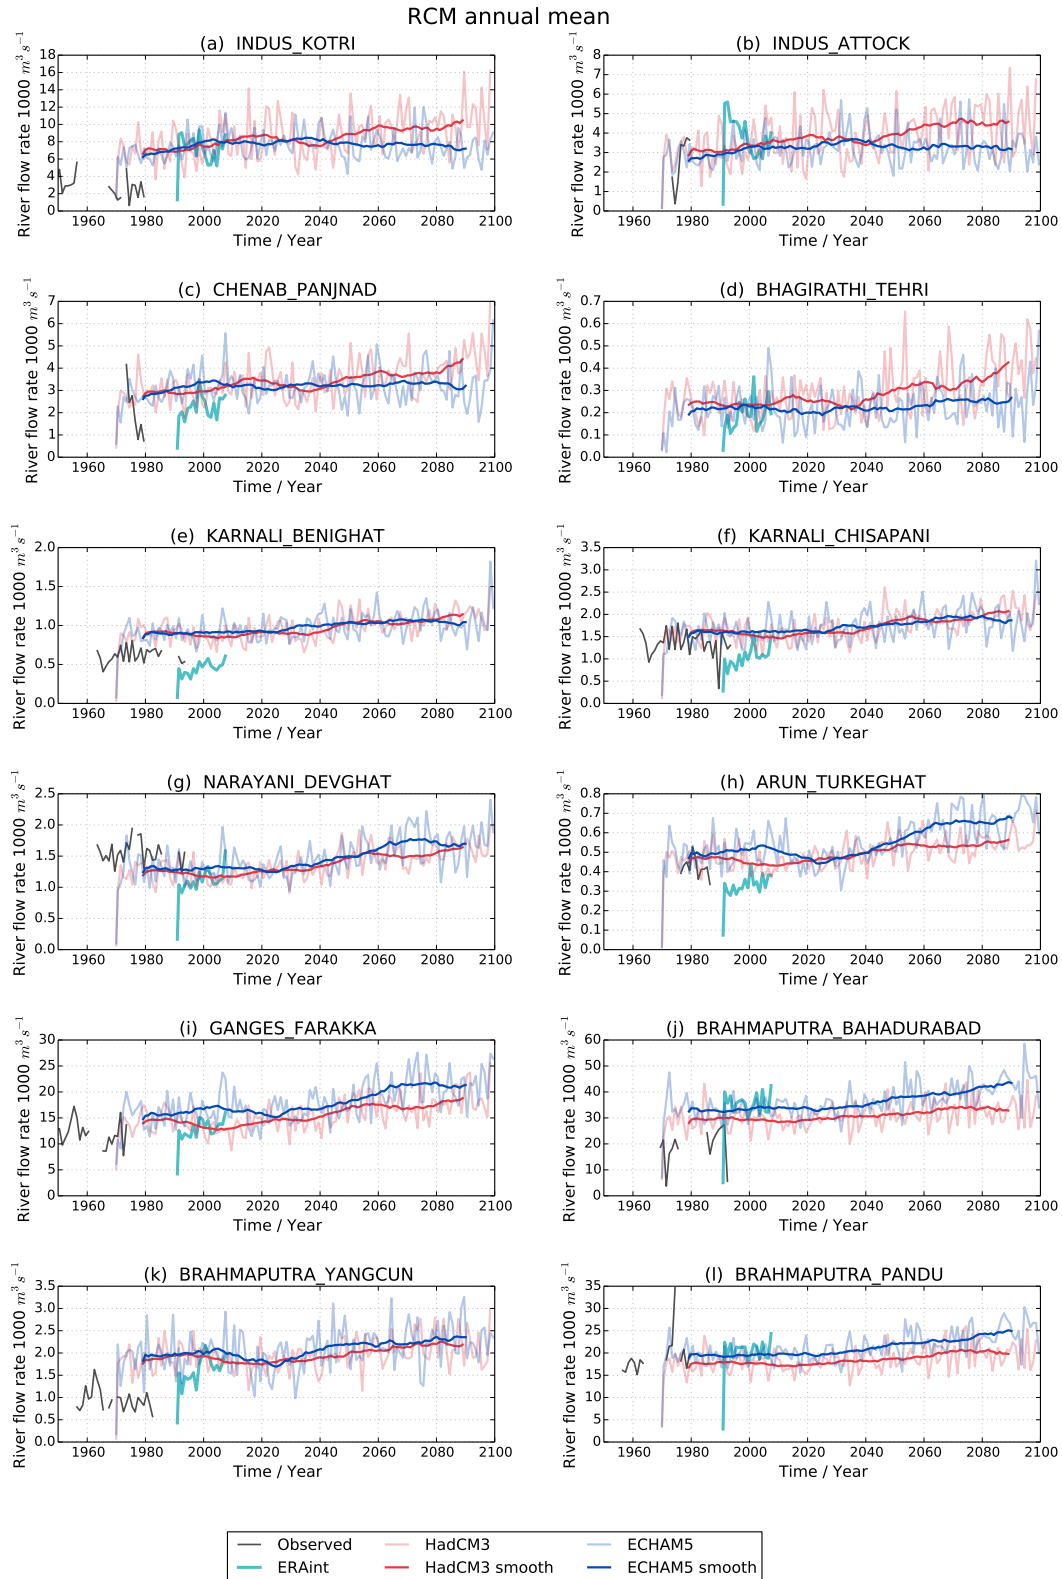 RCM annual mean
(a) INDUS_KOTRI
River flow rate 1000 m³ s⁻¹
18
16
14
12
10
8
6
4
2
0
1960 1980 2000 2020 2040 2060 2080 2100
Time / Year
(b) INDUS_ATTOCK
River flow rate 1000 m³ s⁻¹
8
7
6
5
4
3
2
1
0
1960 1980 2000 2020 2040 2060 2080 2100
Time / Year
(c) CHENAB_PANJNAD
River flow rate 1000 m³ s⁻¹
7
6
5
4
3
2
1
0
1960 1980 2000 2020 2040 2060 2080 2100
Time / Year
(d) BHAGIRATHI_TEHRI
River flow rate 1000 m³ s⁻¹
0.7
0.6
0.5
0.4
0.3
0.2
0.1
0.0
1960 1980 2000 2020 2040 2060 2080 2100
Time / Year
(e) KARNALI_BENIGHAT
River flow rate 1000 m³ s⁻¹
2.0
1.5
1.0
0.5
0.0
1960 1980 2000 2020 2040 2060 2080 2100
Time / Year
(f) KARNALI_CHISAPANI
River flow rate 1000 m³ s⁻¹
3.5
3.0
2.5
2.0
1.5
1.0
0.5
0.0
1960 1980 2000 2020 2040 2060 2080 2100
Time / Year
(g) NARAYANI_DEVGHAT
River flow rate 1000 m³ s⁻¹
2.5
2.0
1.5
1.0
0.5
0.0
1960 1980 2000 2020 2040 2060 2080 2100
Time / Year
(h) ARUN_TURKEGHAT
River flow rate 1000 m³ s⁻¹
0.8
0.7
0.6
0.5
0.4
0.3
0.2
0.1
0.0
1960 1980 2000 2020 2040 2060 2080 2100
Time / Year
(i) GANGES_FARAKKA
River flow rate 1000 m³ s⁻¹
30
25
20
15
10
5
0
1960 1980 2000 2020 2040 2060 2080 2100
Time / Year
(j) BRAHMAPUTRA_BAHADURABAD
River flow rate 1000 m³ s⁻¹
60
50
40
30
20
10
0
1960 1980 2000 2020 2040 2060 2080 2100
Time / Year
(k) BRAHMAPUTRA_YANGCUN
River flow rate 1000 m³ s⁻¹
3.5
3.0
2.5
2.0
1.5
1.0
0.5
0.0
1960 1980 2000 2020 2040 2060 2080 2100
Time / Year
(l) BRAHMAPUTRA_PANDU
River flow rate 1000 m³ s⁻¹
35
30
25
20
15
10
5
0
1960 1980 2000 2020 2040 2060 2080 2100
Time / Year
Observed HadCM3 ECHAM5
ERAint HadCM3 smooth ECHAM5 smooth